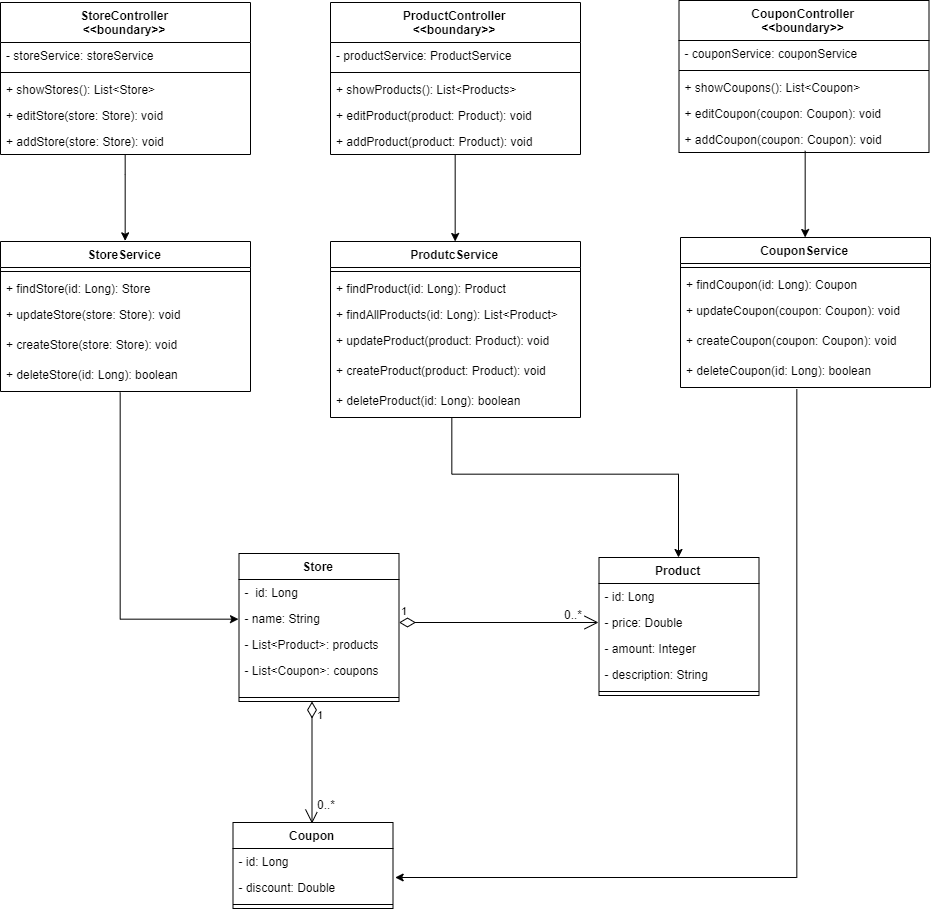 StoreController
<<boundary>>
- storeService: storeService
+ showStores(): List<Store>
+ editStore(store: Store): void
+ addStore(store: Store): void
ProductController
<<boundary>>
- productService: ProductService
+ showProducts(): List<Products>
+ editProduct(product: Product): void
+ addProduct(product: Product): void
CouponController
<<boundary>>
- couponService: couponService
+ showCoupons(): List<Coupon>
+ editCoupon(coupon: Coupon): void
+ addCoupon(coupon: Coupon): void
StoreService
+ findStore(id: Long): Store
+ updateStore(store: Store): void
+ createStore(store: Store): void
+ deleteStore(id: Long): boolean
ProdutcService
+ findProduct(id: Long): Product
+ findAllProducts(id: Long): List<Product>
+ updateProduct(product: Product): void
+ createProduct(product: Product): void
+ deleteProduct(id: Long): boolean
CouponService
+ findCoupon(id: Long): Coupon
+ updateCoupon(coupon: Coupon): void
+ createCoupon(coupon: Coupon): void
+ deleteCoupon(id: Long): boolean
Store
- id: Long
- name: String
- List<Product>: products
- List<Coupon>: coupons
1
0..*
Product
- id: Long
- price: Double
- amount: Integer
- description: String
1
0..*
Coupon
- id: Long
- discount: Double